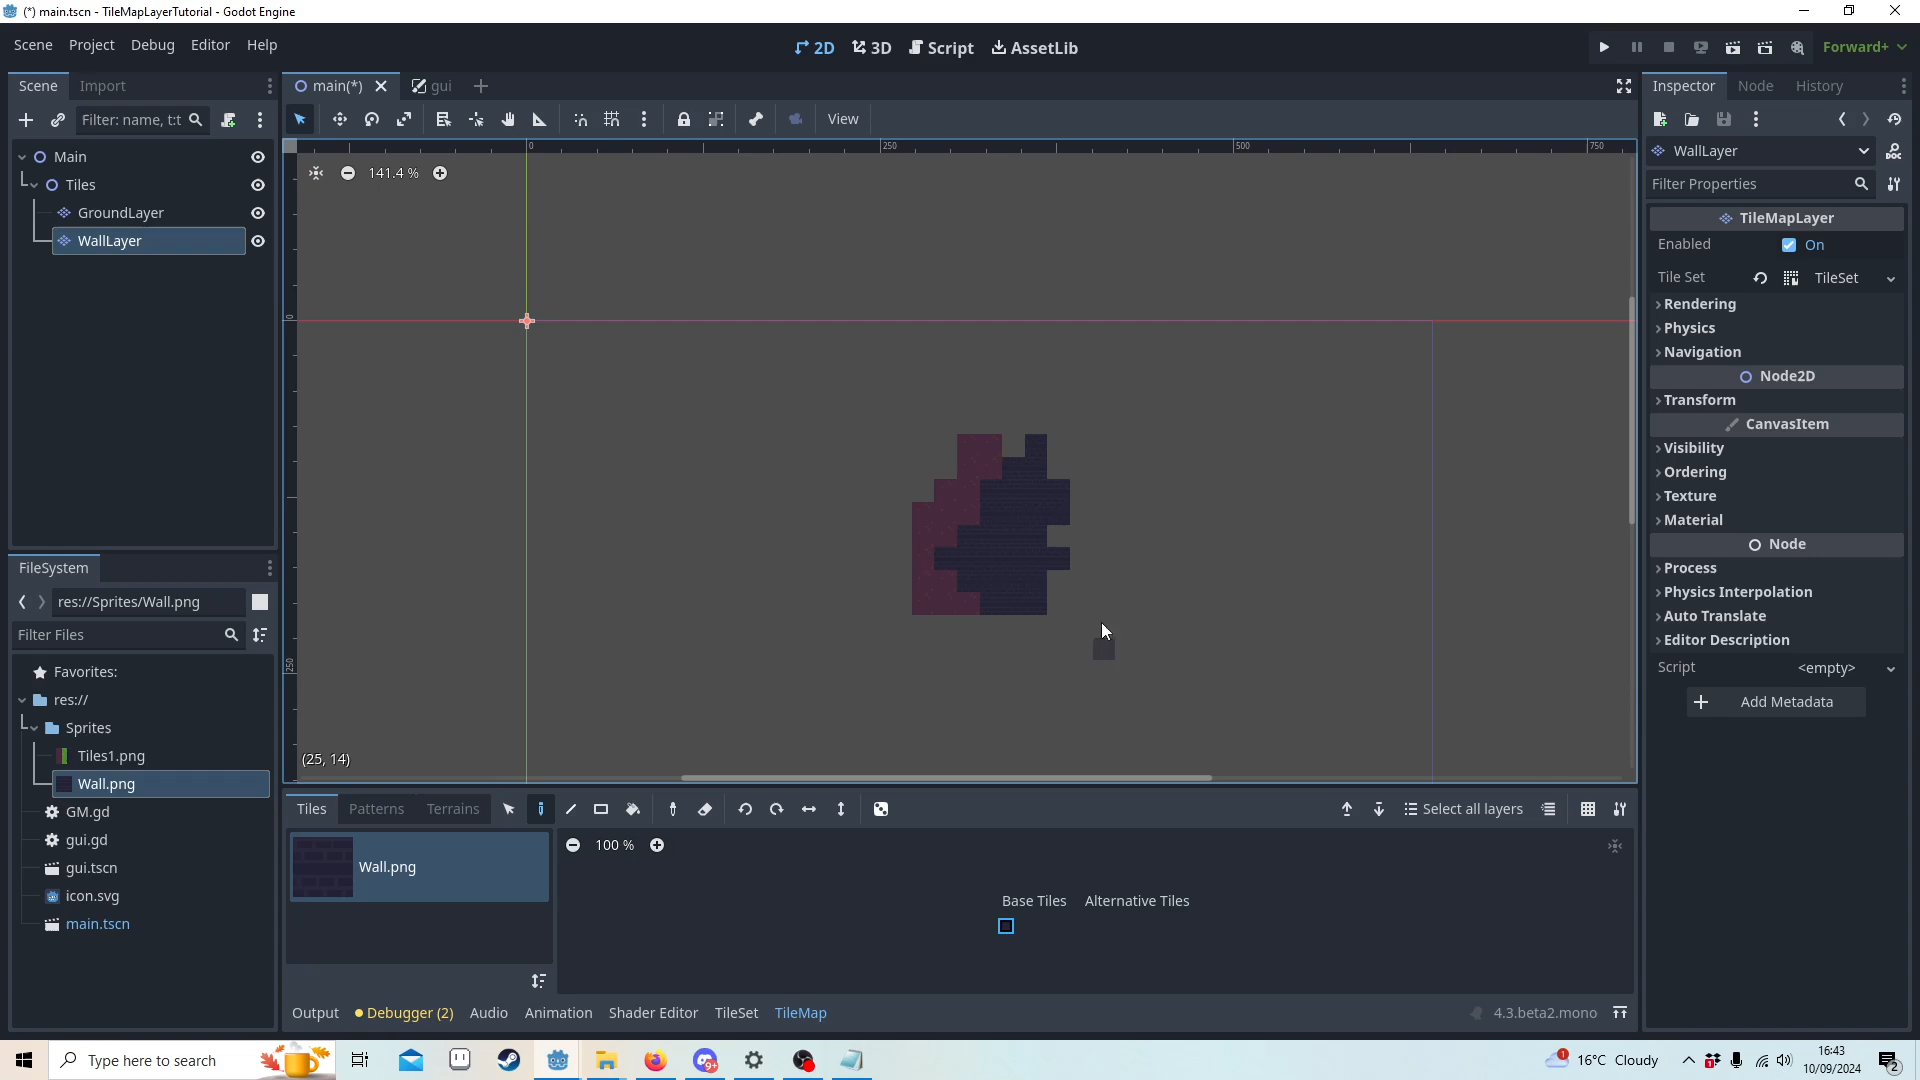 (*) main.tscn - TileMapLayerTutorial - Godot Engine
Scene Project Debug Editor Help
2D 3D Script AssetLib
Forward+
Scene Import
main(*) gui
Inspector Node History
Filter: name, t:t
View
Main
Tiles
GroundLayer
WallLayer
0 250 500 750
141.4 %
0
250
(25, 14)
WallLayer
Filter Properties
TileMapLayer
Enabled On
Tile Set TileSet
Rendering
Physics
Navigation
Node2D
Transform
CanvasItem
Visibility
Ordering
Texture
Material
Node
Process
Physics Interpolation
Auto Translate
Editor Description
Script <empty>
Add Metadata
FileSystem
res://Sprites/Wall.png
Filter Files
Favorites:
res://
Sprites
Tiles1.png
Wall.png
GM.gd
gui.gd
gui.tscn
icon.svg
main.tscn
Tiles Patterns Terrains
Select all layers
Wall.png
100 %
Base Tiles Alternative Tiles
Output Debugger (2) Audio Animation Shader Editor TileSet TileMap
4.3.beta2.mono
Type here to search
9+
1
16°C Cloudy
16:43
10/09/2024
2